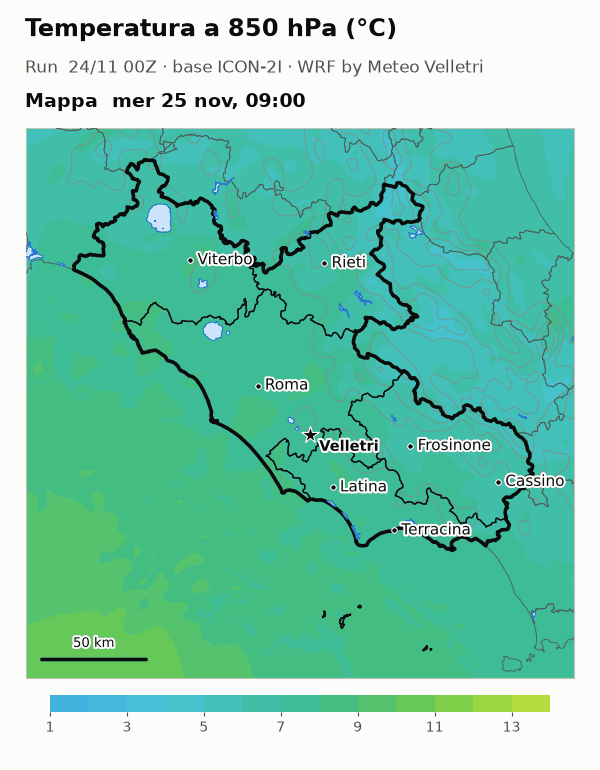 Temperatura a 850 hPa (°C)
Run  24/11 00Z · base ICON-2I · WRF by Meteo Velletri
Mappa  mer 25 nov, 09:00
Viterbo
Rieti
Roma
Velletri
Frosinone
Latina
Cassino
Terracina
50 km
1 3 5 7 9 11 13